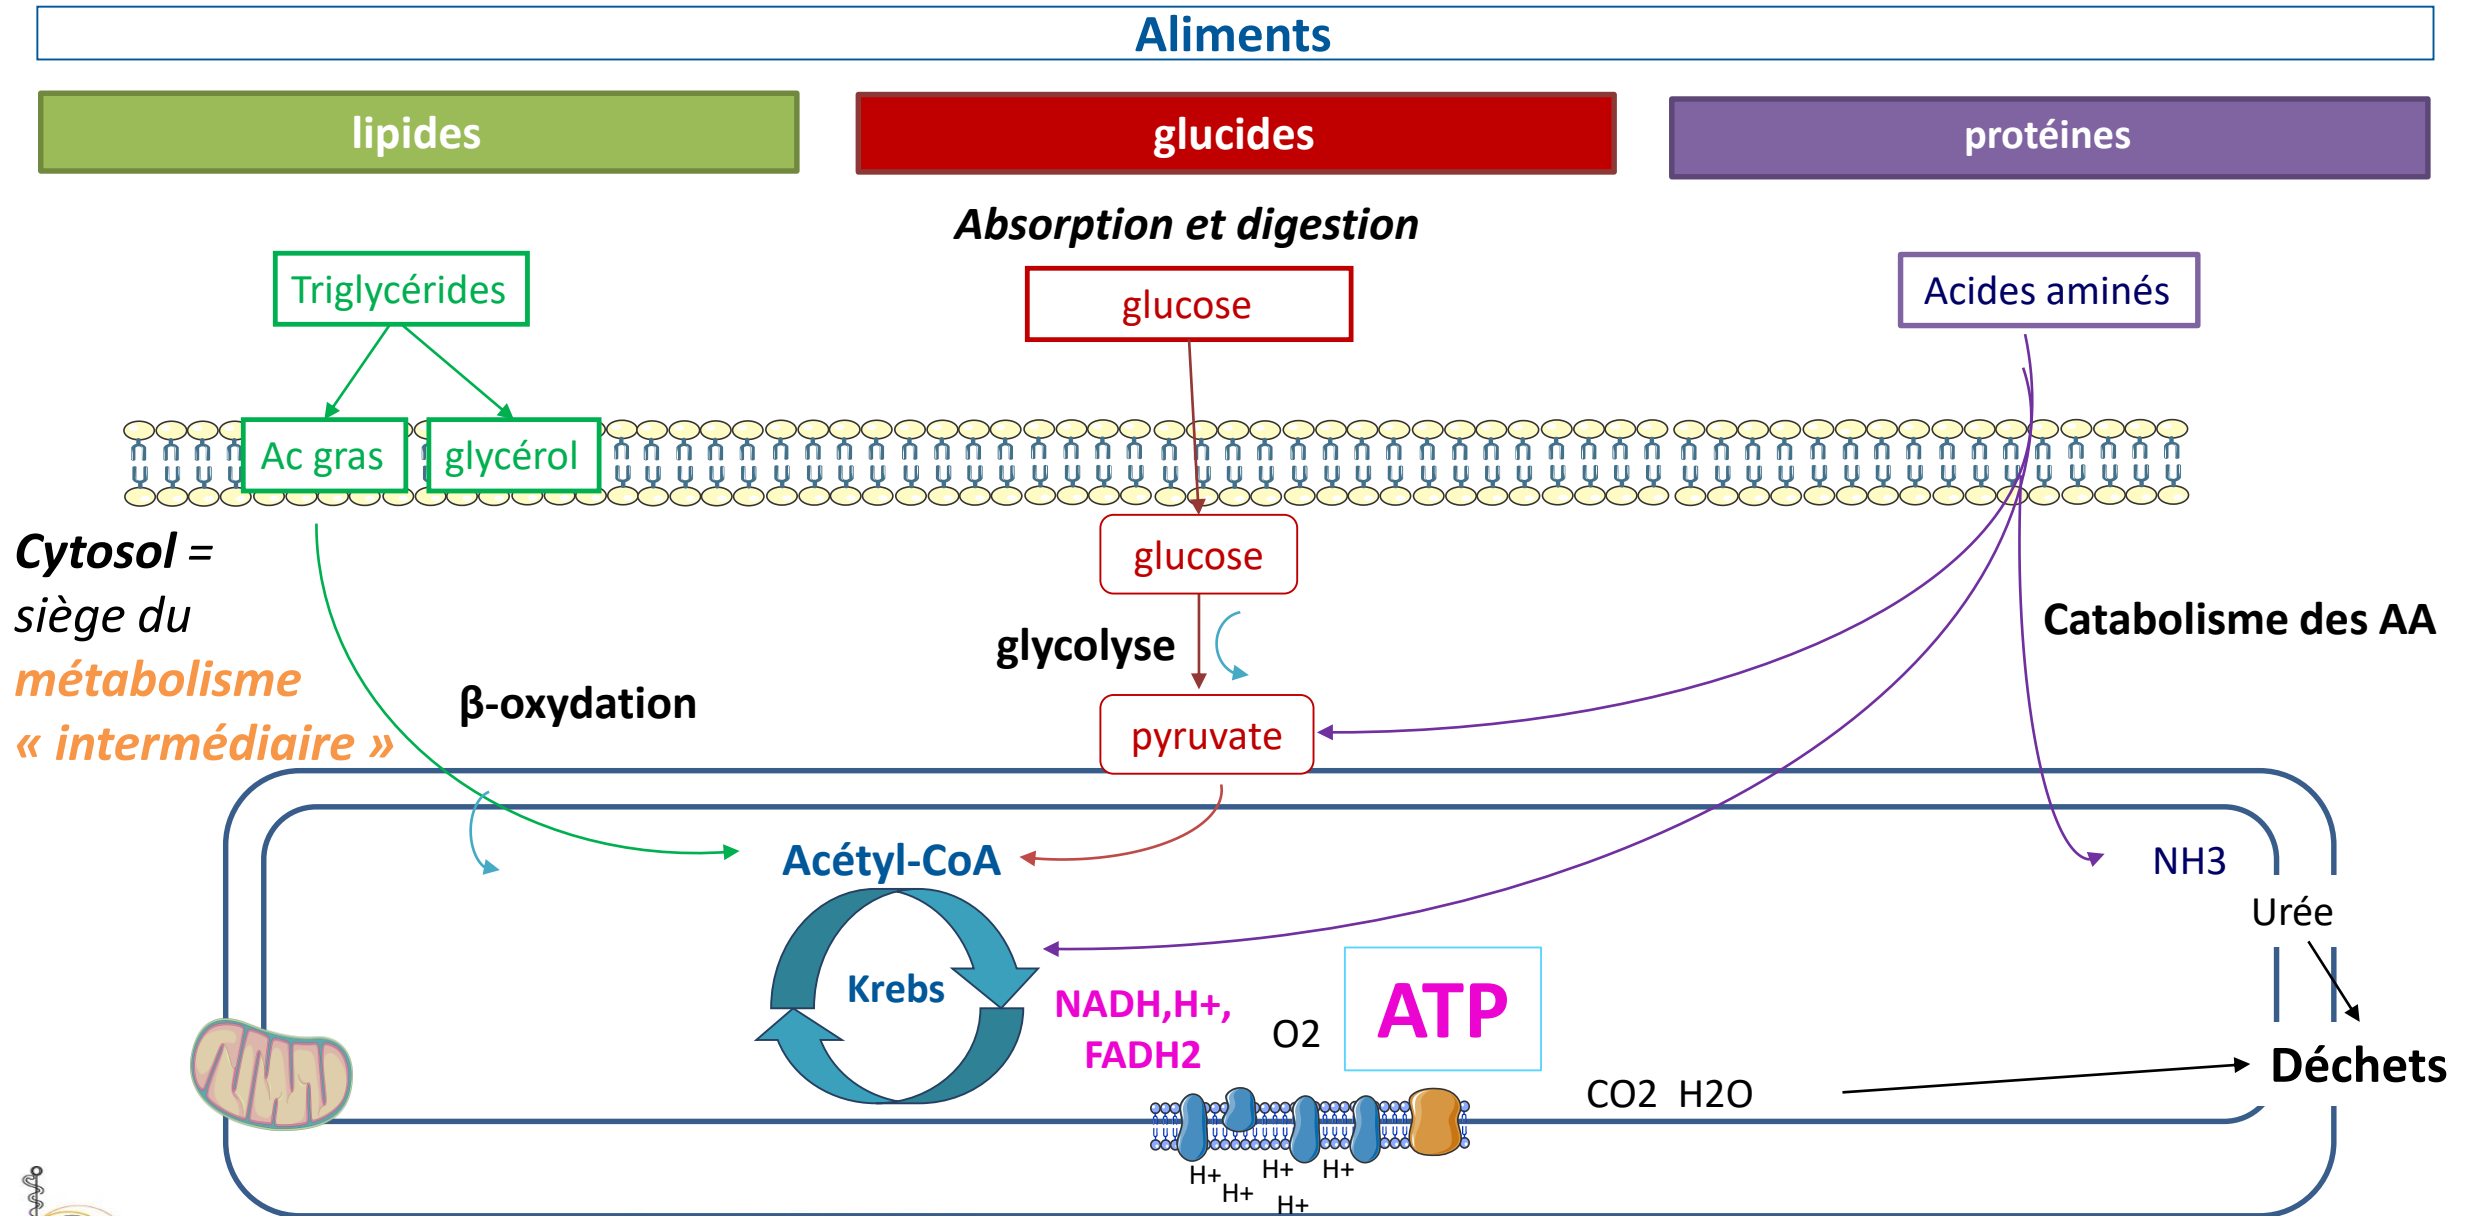 Aliments
lipides
glucides
protéines
Absorption et digestion
Triglycérides
glucose
Acides aminés
Ac gras
glycérol
Cytosol =
siège du
métabolisme
« intermédiaire »
glucose
glycolyse
Catabolisme des AA
β-oxydation
pyruvate
Acétyl-CoA
NH3
Urée
Krebs
NADH,H+,
FADH2
O2
ATP
CO2 H2O
Déchets
H+
H+
H+
H+
H+